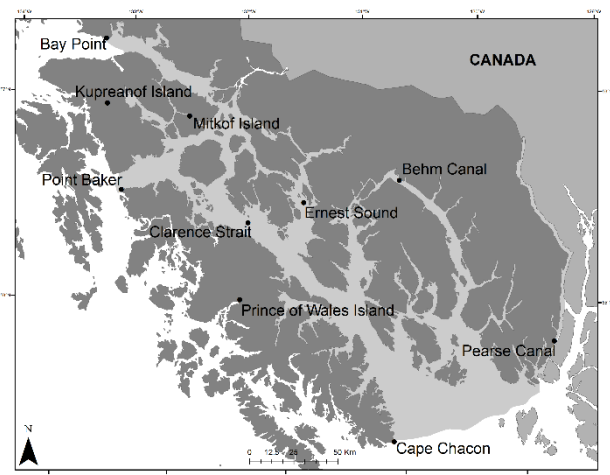 Bay Point
CANADA
Kupreanof Island
Mitkof Island
Behm Canal
Point Baker
Ernest Sound
Clarence Strait
Prince of Wales Island
Pearse Canal
N
Cape Chacon
0 12.5 25 50 Km